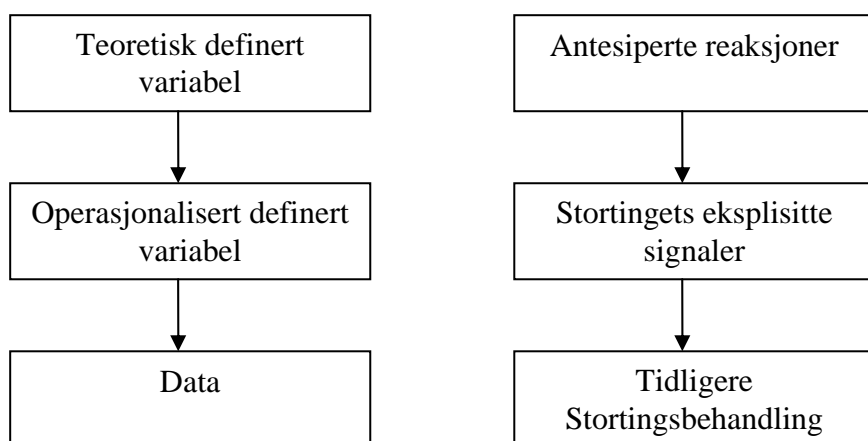 Teoretisk definert
variabel
Antesiperte reaksjoner
Operasjonalisert definert
variabel
Stortingets eksplisitte
signaler
Data
Tidligere
Stortingsbehandling